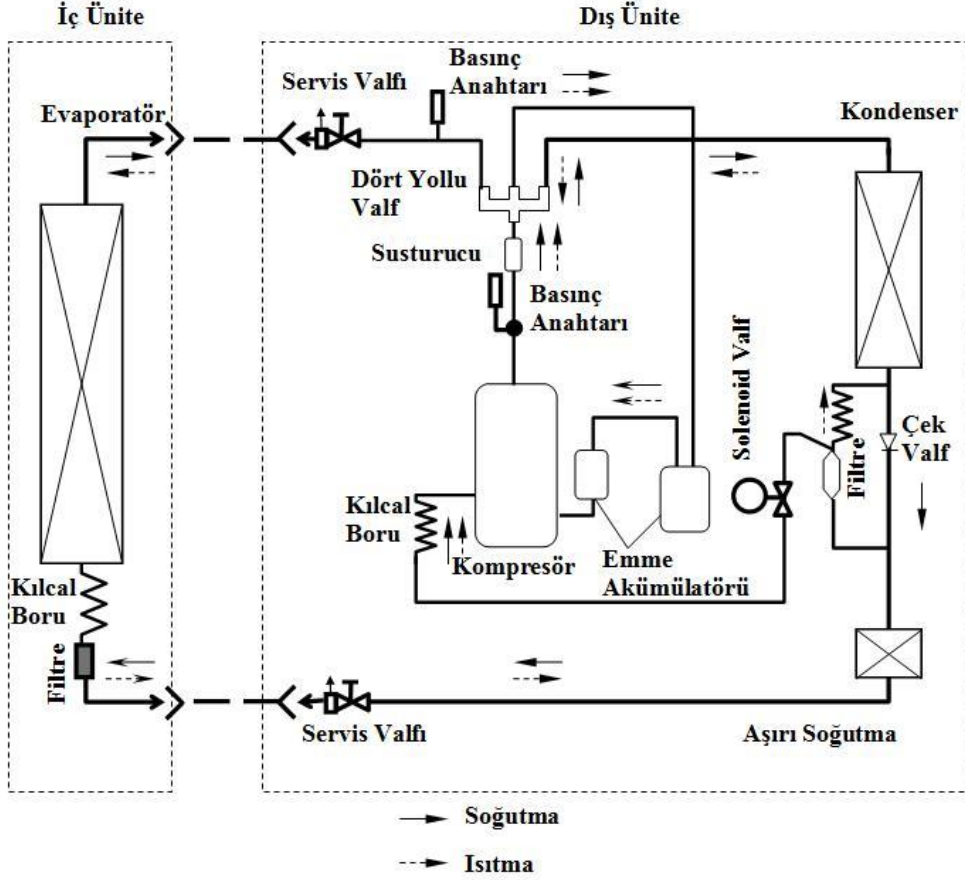 İç Ünite
Dış Ünite
Servis Valfı
Basınç
Anahtarı
Evaporatör
Kondenser
Dört Yollu
Valf
Susturucu
Basınç
Anahtarı
Solenoid Valf
Filtre
Çek
Valf
Kılcal
Boru
Kompresör
Emme
Akümülatörü
Kılcal
Boru
Filtre
Servis Valfı
Aşırı Soğutma
Soğutma
Isıtma